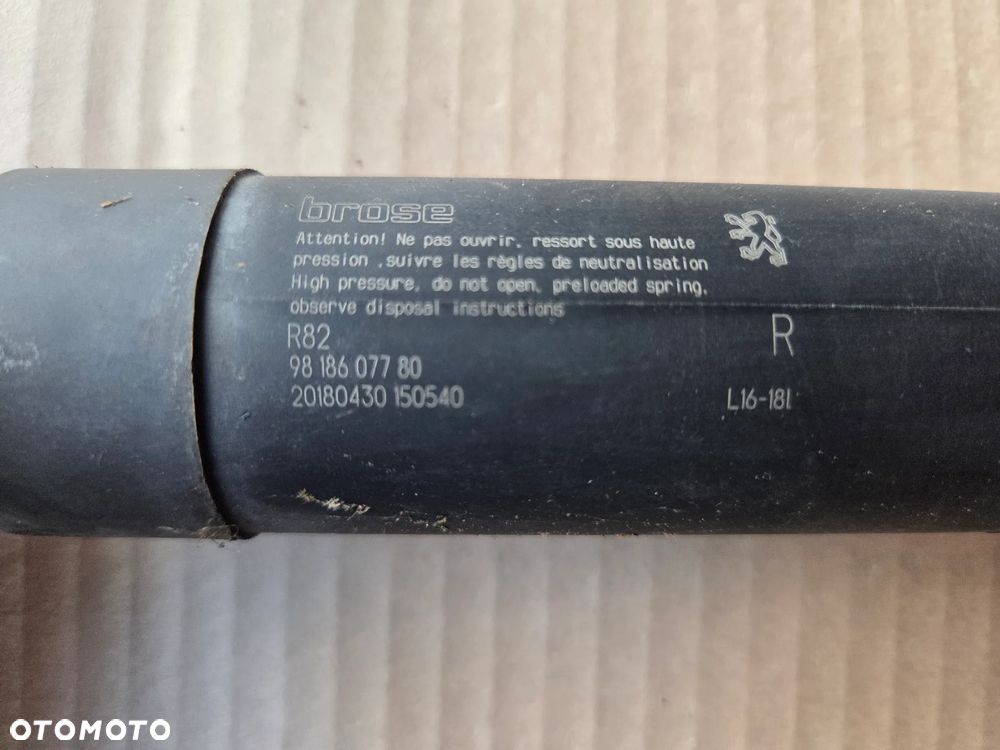 brose
Attention! Ne pas ouvrir, ressort sous haute
pression ,suivre les règles de neutralisation
High pressure, do not open, preloaded spring,
observe disposal instructions
R82
98 186 077 80
20180430 150540
R
L16-18I
OTOMOTO